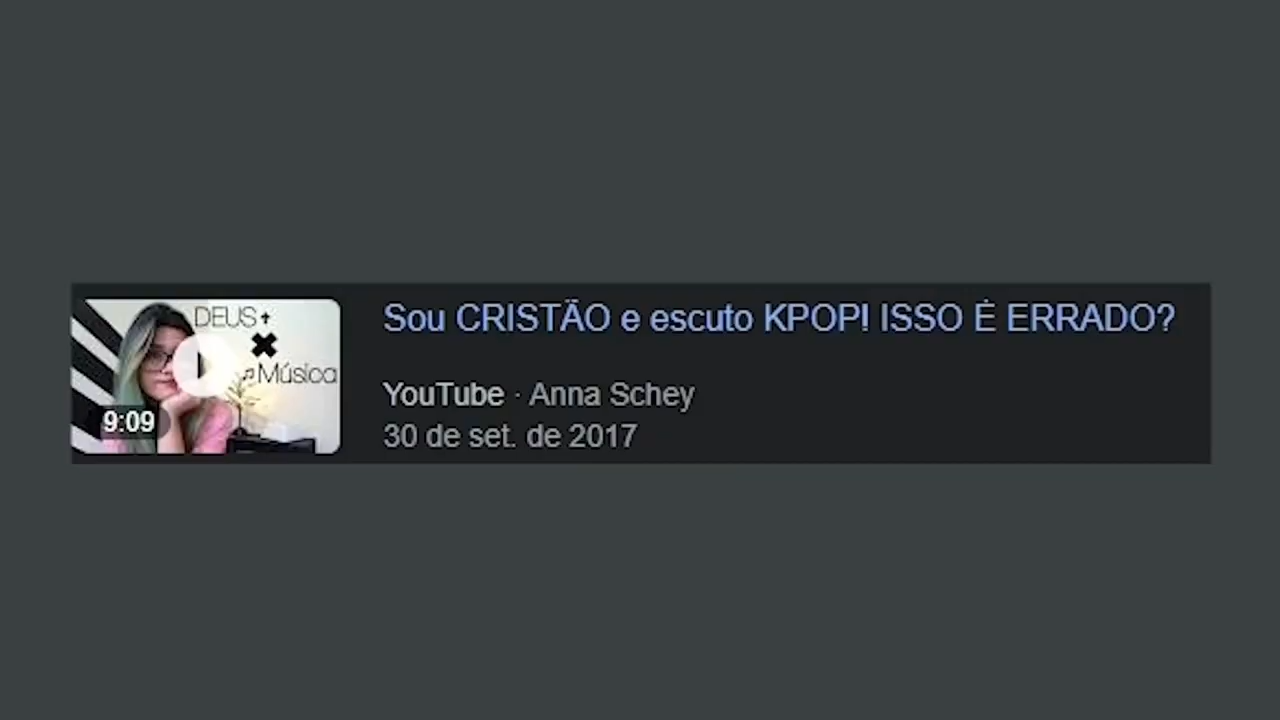 DEUS✝
✖
♫Música
9:09
Sou CRISTÃO e escuto KPOP! ISSO É ERRADO?
YouTube · Anna Schey
30 de set. de 2017